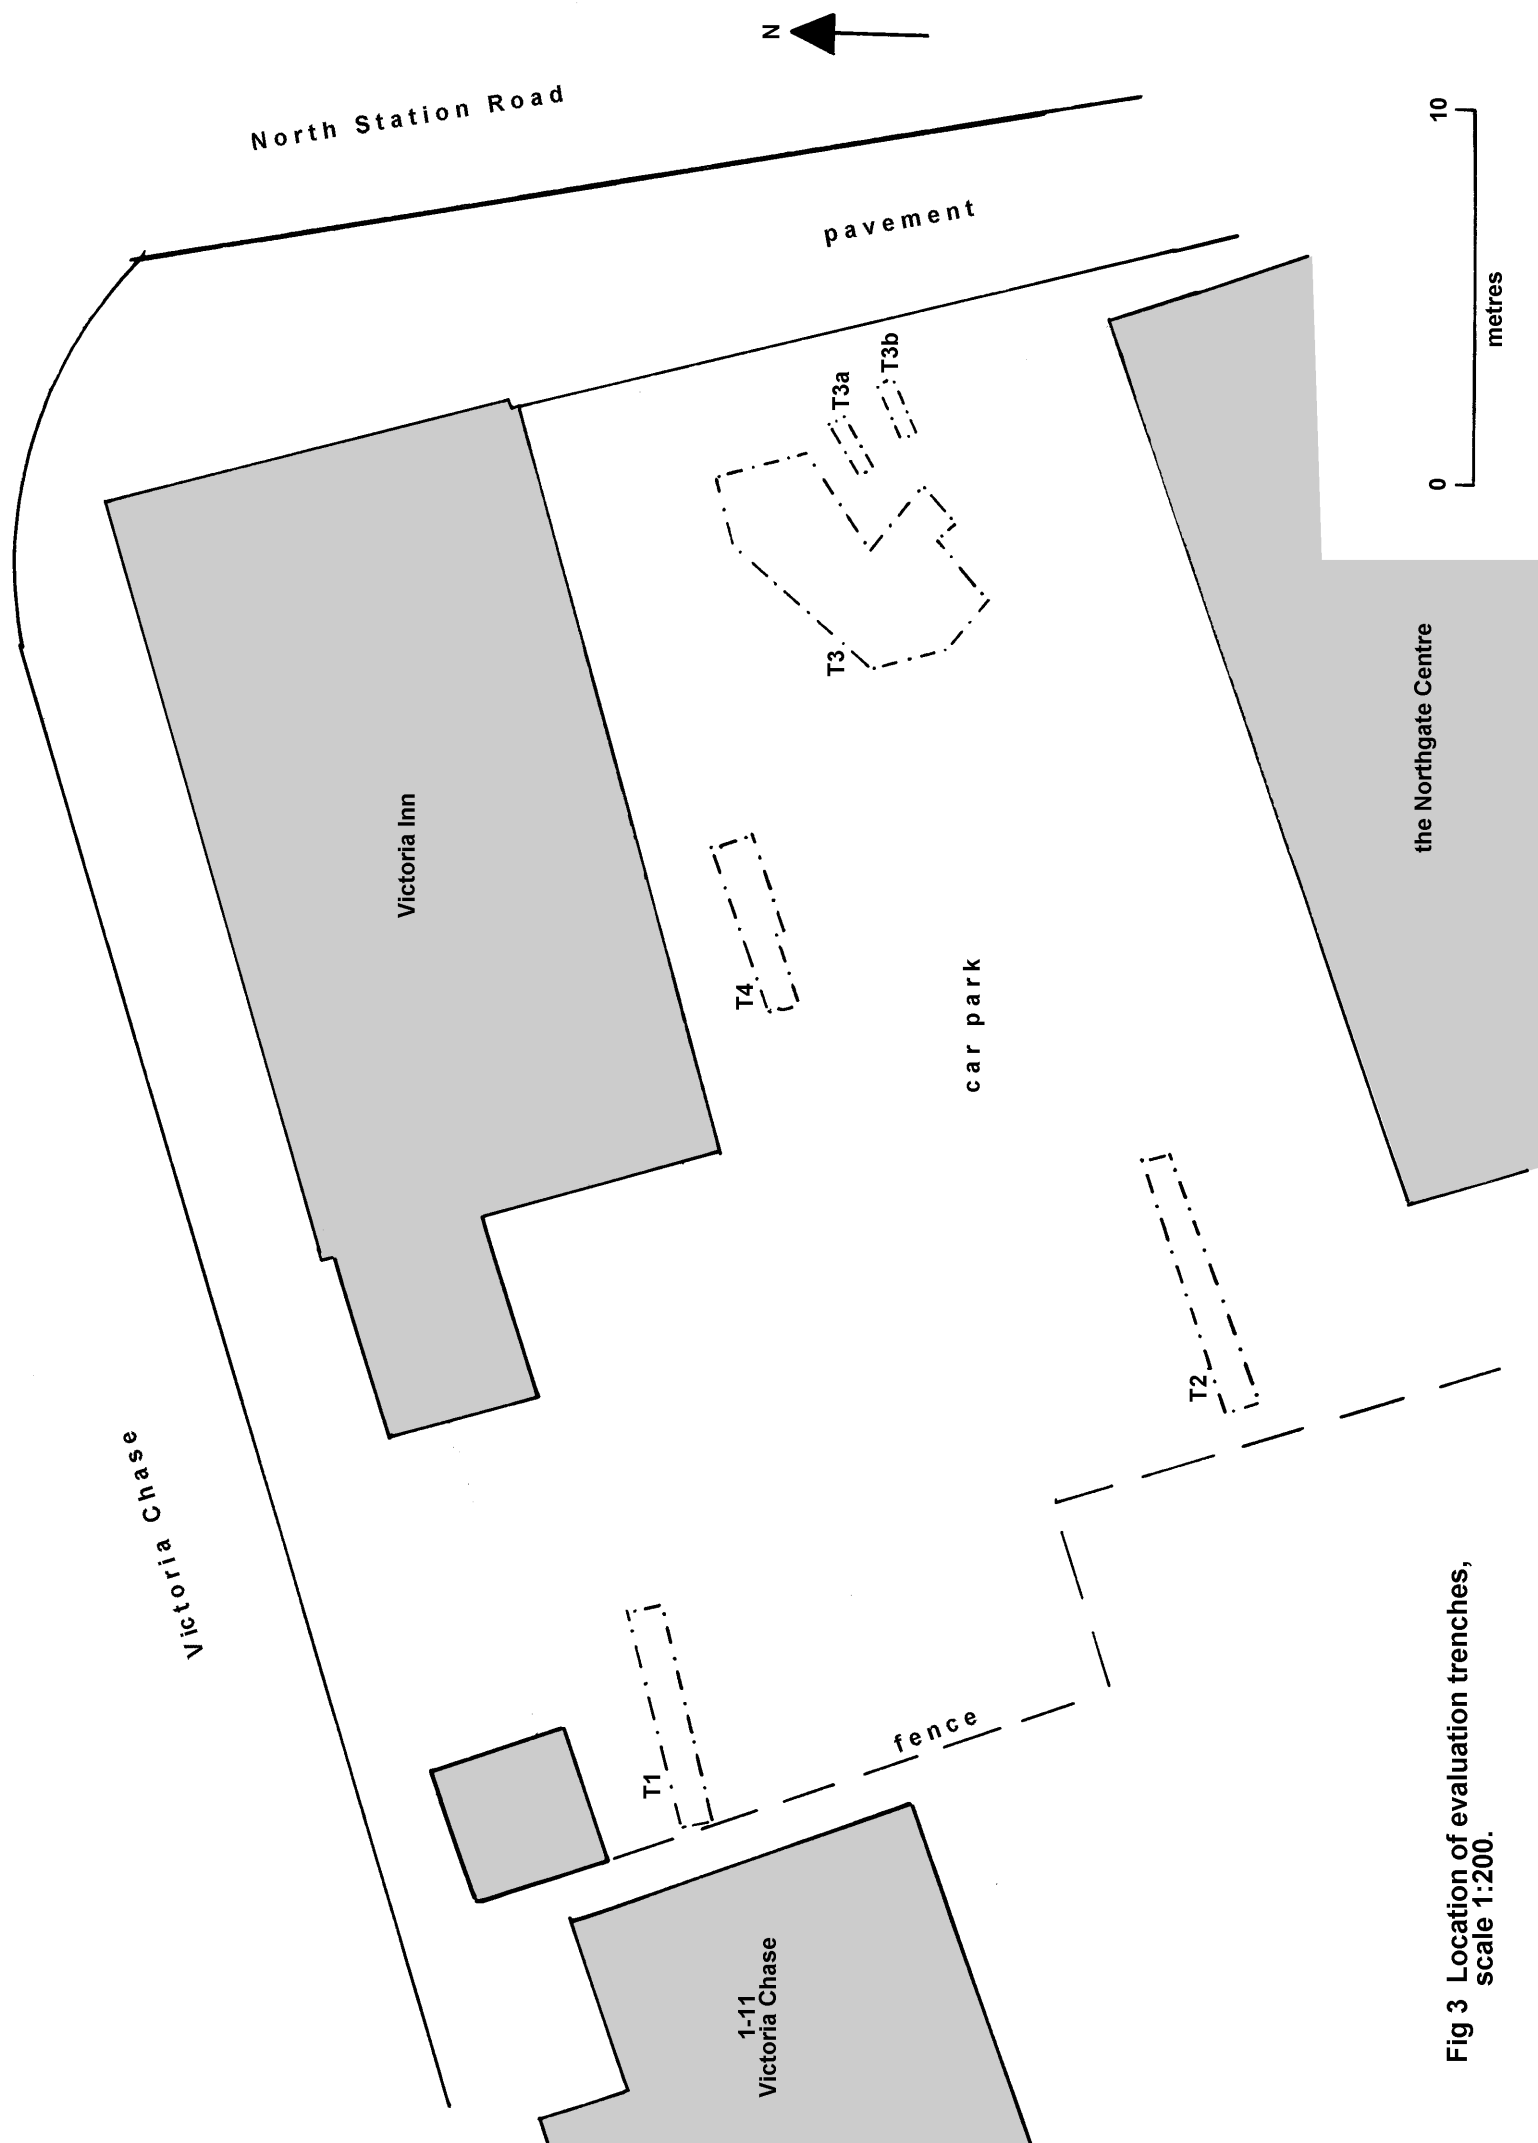 N
North Station Road
pavement
T3a
T3b
T3
T4
Victoria Inn
car park
the Northgate Centre
Victoria Chase
T2
T1
fence
1-11
Victoria Chase
0
10
metres
Fig 3 Location of evaluation trenches,
scale 1:200.